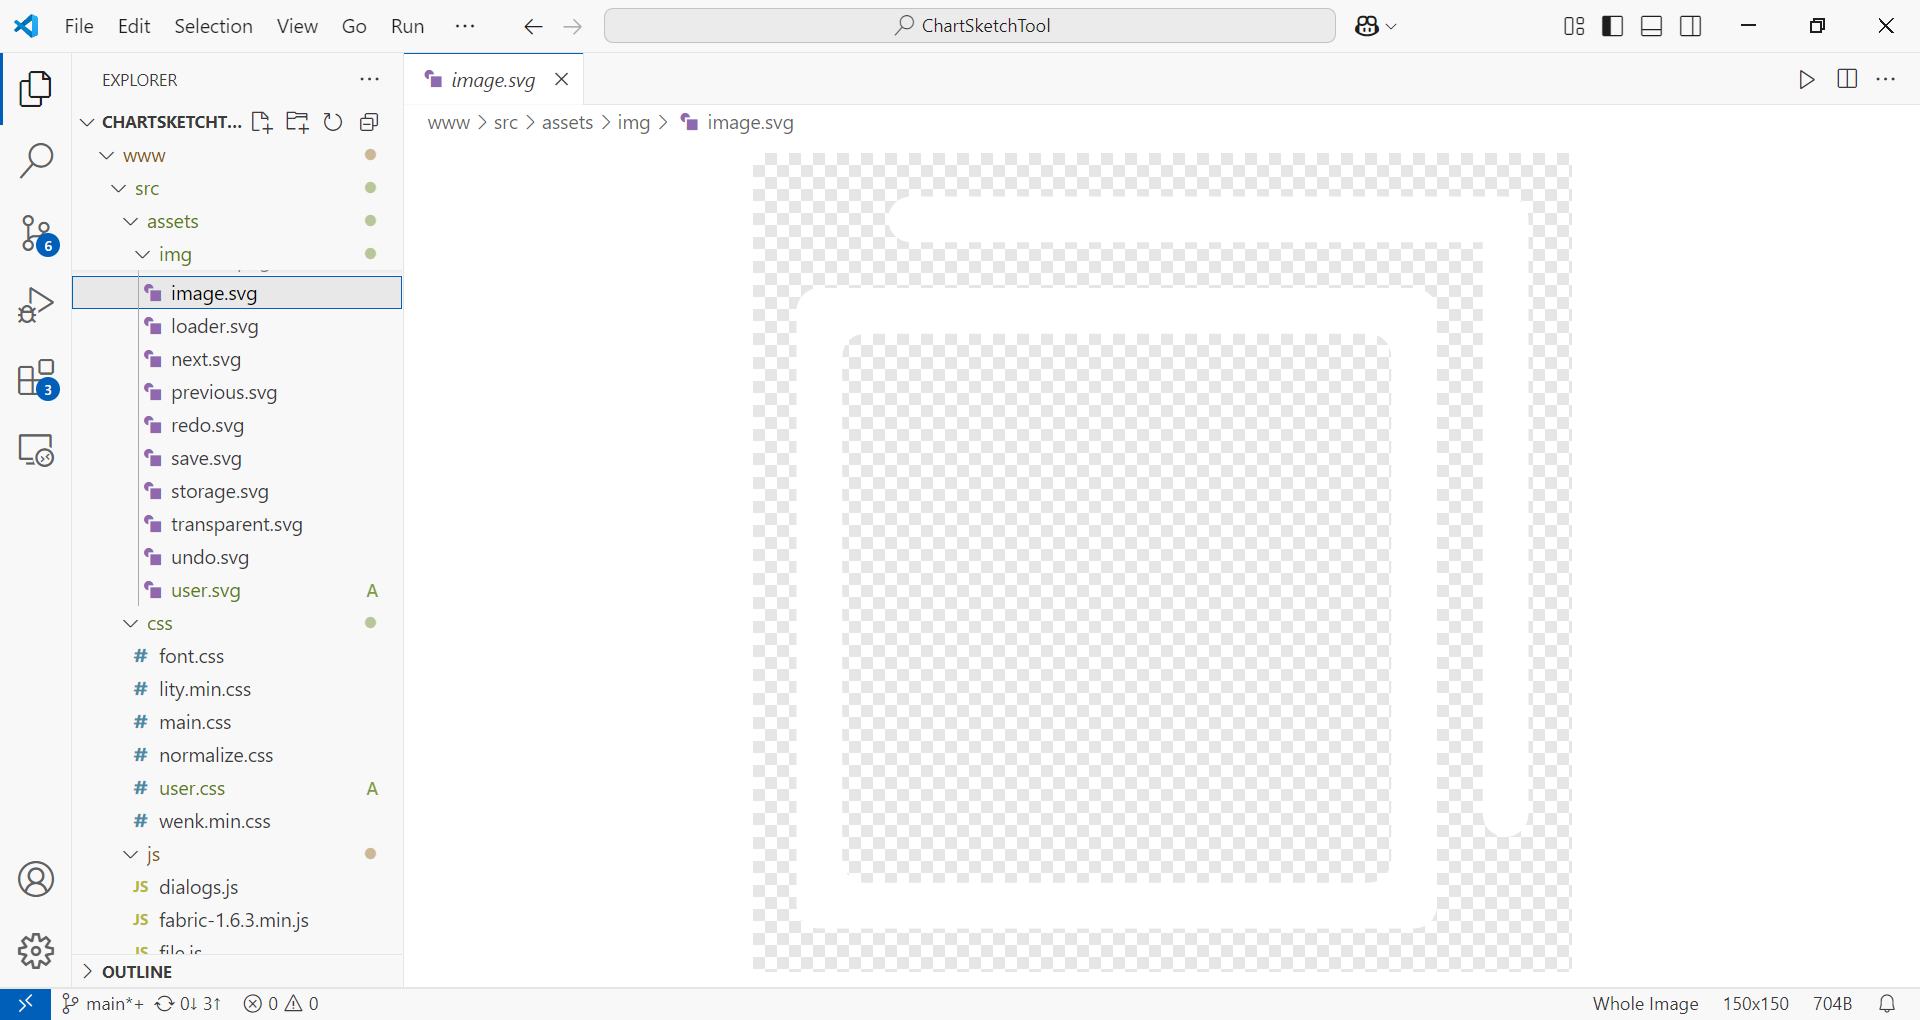 File Edit Selection View Go Run
ChartSketchTool
EXPLORER
image.svg
CHARTSKETCHT...
www > src > assets > img > image.svg
www
src
assets
img
image.svg
loader.svg
next.svg
previous.svg
redo.svg
save.svg
storage.svg
transparent.svg
undo.svg
user.svg A
css
# font.css
# lity.min.css
# main.css
# normalize.css
# user.css A
# wenk.min.css
js
JS dialogs.js
JS fabric-1.6.3.min.js
JS file.js
OUTLINE
6
3
main*+ 0↓ 3↑ 0 0
Whole Image 150x150 704B